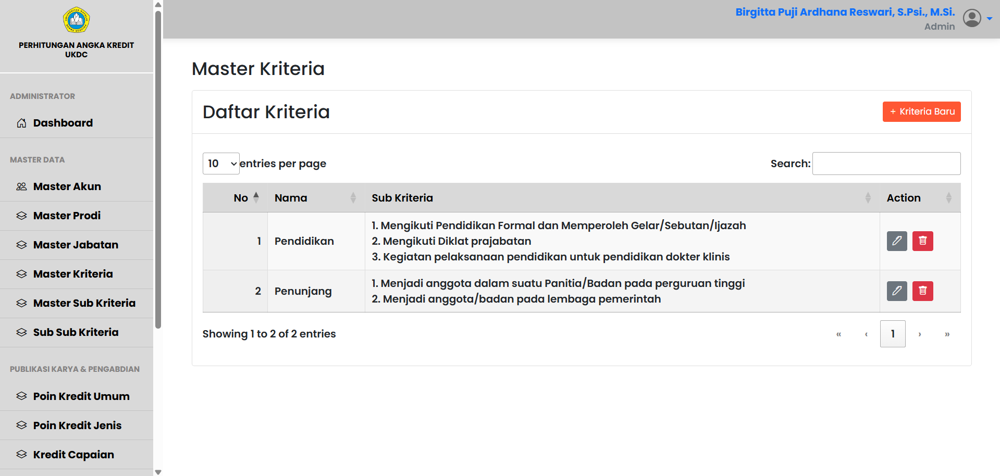 PERHITUNGAN ANGKA KREDIT
UKDC
ADMINISTRATOR
Dashboard
MASTER DATA
Master Akun
Master Prodi
Master Jabatan
Master Kriteria
Master Sub Kriteria
Sub Sub Kriteria
PUBLIKASI KARYA & PENGABDIAN
Poin Kredit Umum
Poin Kredit Jenis
Kredit Capaian
Birgitta Puji Ardhana Reswari, S.Psi., M.Si.
Admin
Master Kriteria
Daftar Kriteria
+ Kriteria Baru
10 entries per page
Search:
No Nama Sub Kriteria Action
1 Pendidikan
1. Mengikuti Pendidikan Formal dan Memperoleh Gelar/Sebutan/Ijazah
2. Mengikuti Diklat prajabatan
3. Kegiatan pelaksanaan pendidikan untuk pendidikan dokter klinis
2 Penunjang
1. Menjadi anggota dalam suatu Panitia/Badan pada perguruan tinggi
2. Menjadi anggota/badan pada lembaga pemerintah
Showing 1 to 2 of 2 entries
« ‹ 1 › »